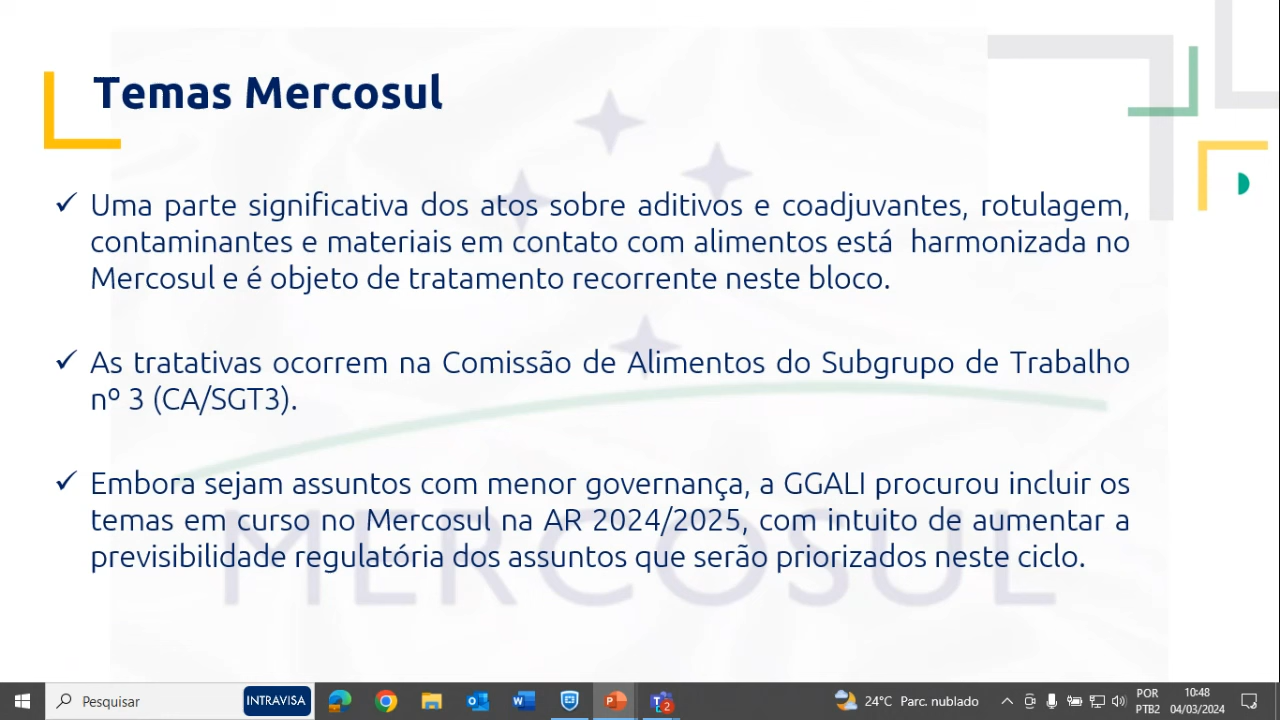 Temas Mercosul
✓ Uma parte significativa dos atos sobre aditivos e coadjuvantes, rotulagem,
contaminantes e materiais em contato com alimentos está harmonizada no
Mercosul e é objeto de tratamento recorrente neste bloco.
✓ As tratativas ocorrem na Comissão de Alimentos do Subgrupo de Trabalho
nº 3 (CA/SGT3).
✓ Embora sejam assuntos com menor governança, a GGALI procurou incluir os
temas em curso no Mercosul na AR 2024/2025, com intuito de aumentar a
previsibilidade regulatória dos assuntos que serão priorizados neste ciclo.
MERCOSUL
Pesquisar
INTRAVISA
2
24°C Parc. nublado
POR
PTB2
10:48
04/03/2024